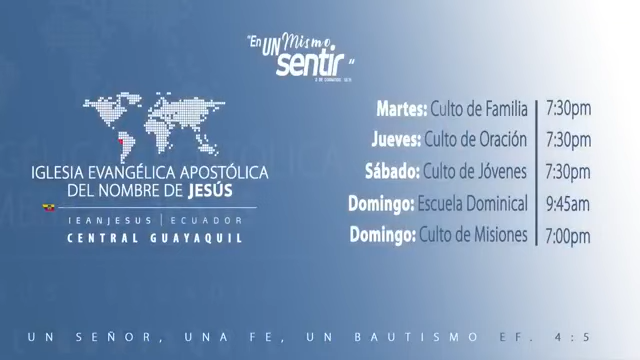 "En UN Mismo
sentir"
IGLESIA EVANGÉLICA APOSTÓLICA
DEL NOMBRE DE JESÚS
IEANJESUS | ECUADOR
CENTRAL GUAYAQUIL
Martes: Culto de Familia 7:30pm
Jueves: Culto de Oración 7:30pm
Sábado: Culto de Jóvenes 7:30pm
Domingo: Escuela Dominical 9:45am
Domingo: Culto de Misiones 7:00pm
UN SEÑOR, UNA FE, UN BAUTISMO EF. 4:5